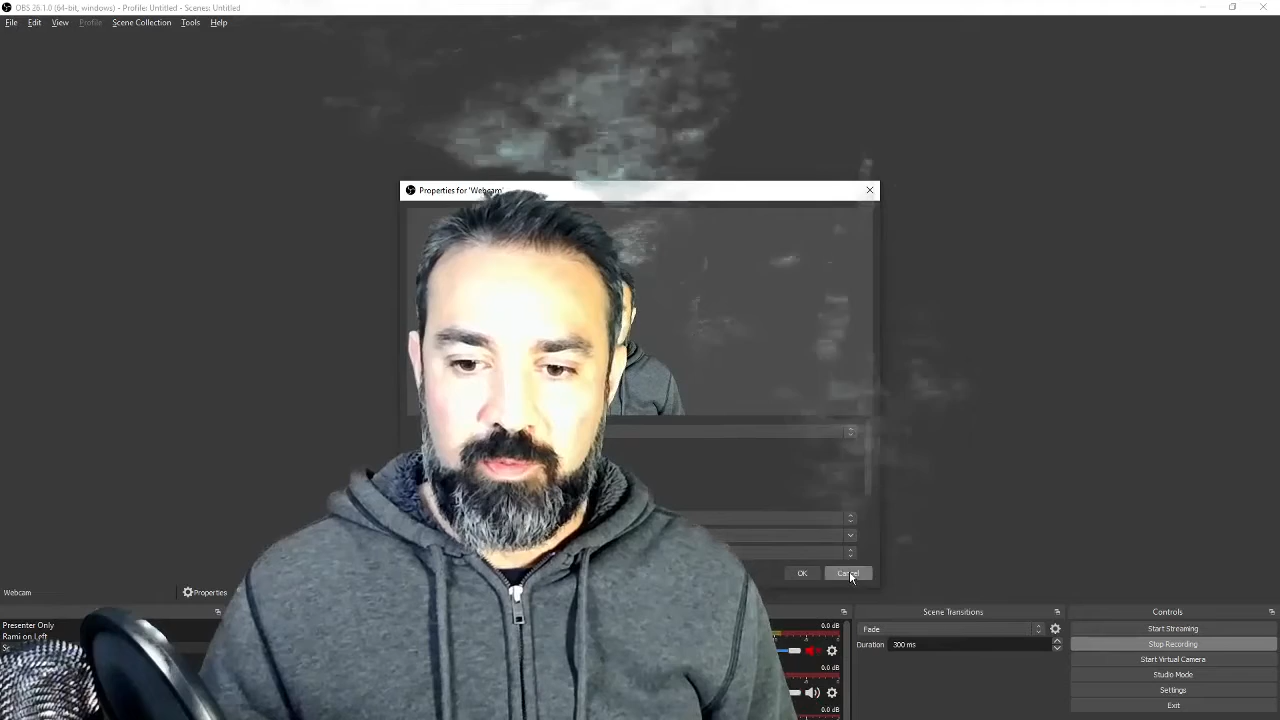 OBS 26.1.0 (64-bit, windows) - Profile: Untitled - Scenes: Untitled
File Edit View Profile Scene Collection Tools Help
Properties for 'Webcam'
OK Cancel
Webcam Properties
Presenter Only
Rami on Left
Sc
0.0 dB
0.0 dB
0.0 dB
Scene Transitions
Fade
Duration 300 ms
Controls
Start Streaming
Stop Recording
Start Virtual Camera
Studio Mode
Settings
Exit